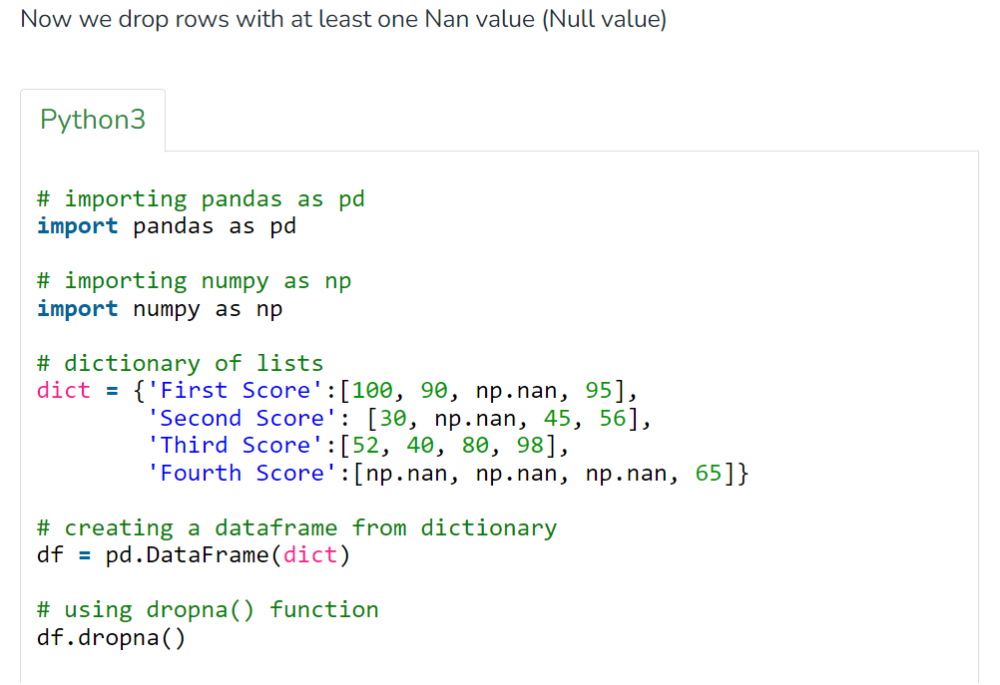 Now we drop rows with at least one Nan value (Null value)
Python3
# importing pandas as pd
import pandas as pd
# importing numpy as np
import numpy as np
# dictionary of lists
dict = {'First Score':[100, 90, np.nan, 95],
        'Second Score': [30, np.nan, 45, 56],
        'Third Score':[52, 40, 80, 98],
        'Fourth Score':[np.nan, np.nan, np.nan, 65]}
# creating a dataframe from dictionary
df = pd.DataFrame(dict)
# using dropna() function
df.dropna()